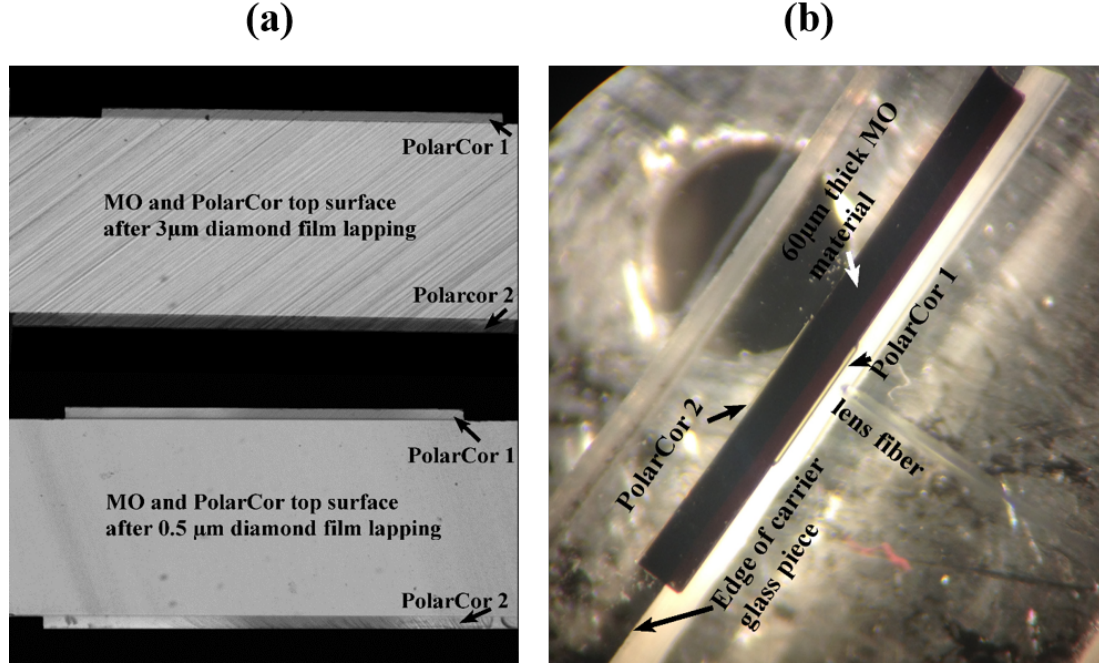 (a)
(b)
PolarCor 1
MO and PolarCor top surface
after 3μm diamond film lapping
Polarcor 2
PolarCor 1
MO and PolarCor top surface
after 0.5 μm diamond film lapping
PolarCor 2
60μm thick MO
material
PolarCor 1
PolarCor 2
lens fiber
Edge of carrier
glass piece